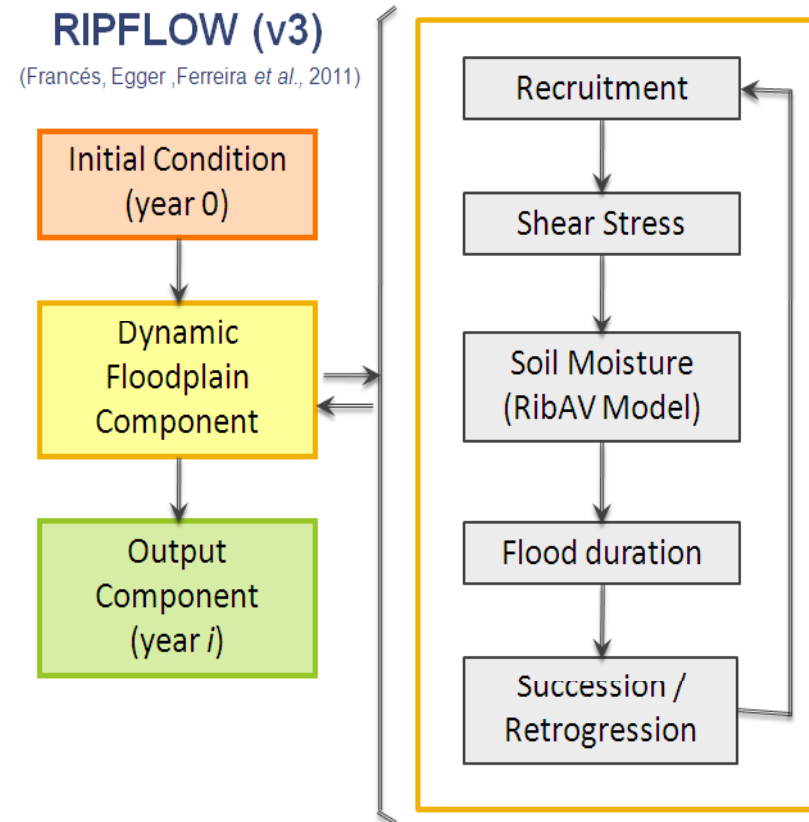 RIPFLOW (v3)
(Francés, Egger ,Ferreira et al., 2011)
Initial Condition
(year 0)
Dynamic
Floodplain
Component
Output
Component
(year i)
Recruitment
Shear Stress
Soil Moisture
(RibAV Model)
Flood duration
Succession /
Retrogression